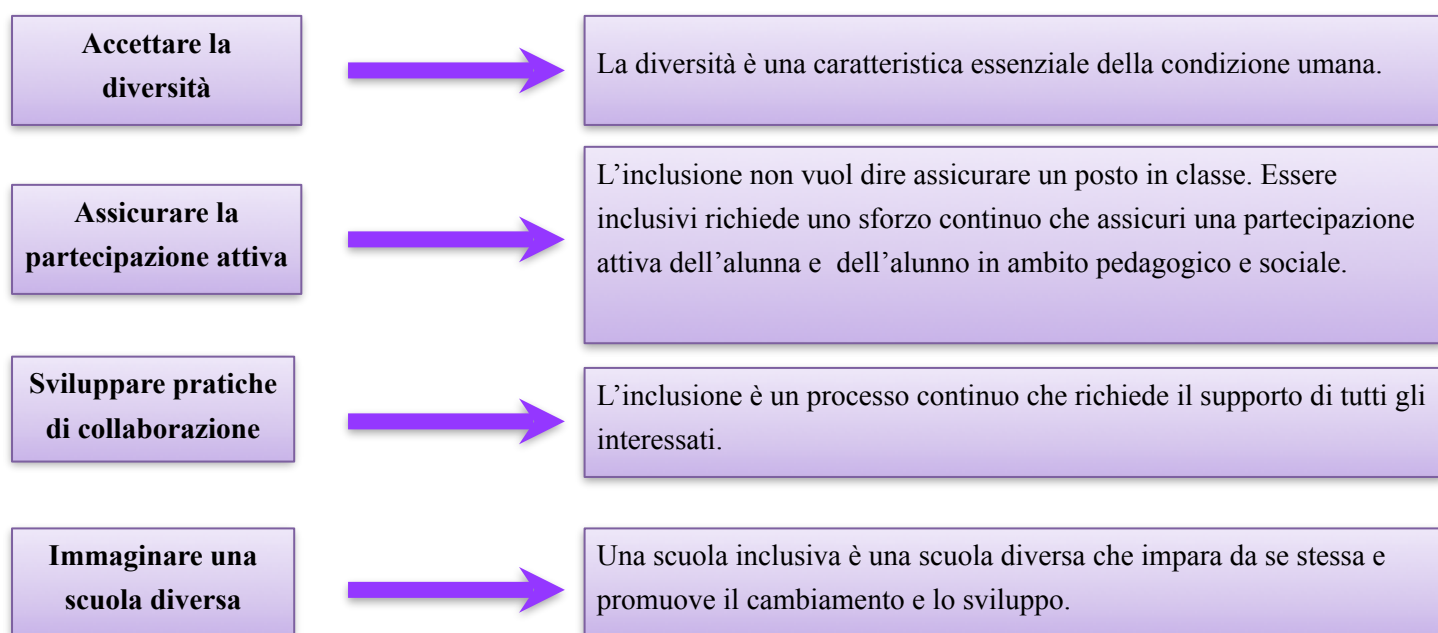 Accettare la
diversità
La diversità è una caratteristica essenziale della condizione umana.
Assicurare la
partecipazione attiva
L’inclusione non vuol dire assicurare un posto in classe. Essere
inclusivi richiede uno sforzo continuo che assicuri una partecipazione
attiva dell’alunna e  dell’alunno in ambito pedagogico e sociale.
Sviluppare pratiche
di collaborazione
L’inclusione è un processo continuo che richiede il supporto di tutti gli
interessati.
Immaginare una
scuola diversa
Una scuola inclusiva è una scuola diversa che impara da se stessa e
promuove il cambiamento e lo sviluppo.